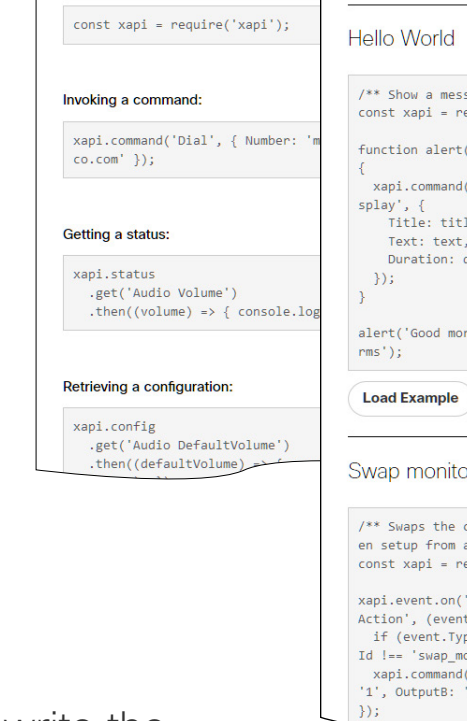 const xapi = require('xapi');
Invoking a command:
xapi.command('Dial', { Number: 'm
co.com' });
Getting a status:
xapi.status
.get('Audio Volume')
.then((volume) => { console.log
Retrieving a configuration:
xapi.config
.get('Audio DefaultVolume')
.then((defaultVolume) =>
Hello World
/** Show a mess
const xapi = re
function alert(
{
xapi.command(
splay', {
Title: titl
Text: text,
Duration:
});
}
alert('Good mor
rms');
Load Example
Swap monito
/** Swaps the
en setup from a
const xapi = re
xapi.event.on('
Action', (event
if (event.Typ
Id !== 'swap_mo
xapi.command(
'1', OutputB: '
});
write the